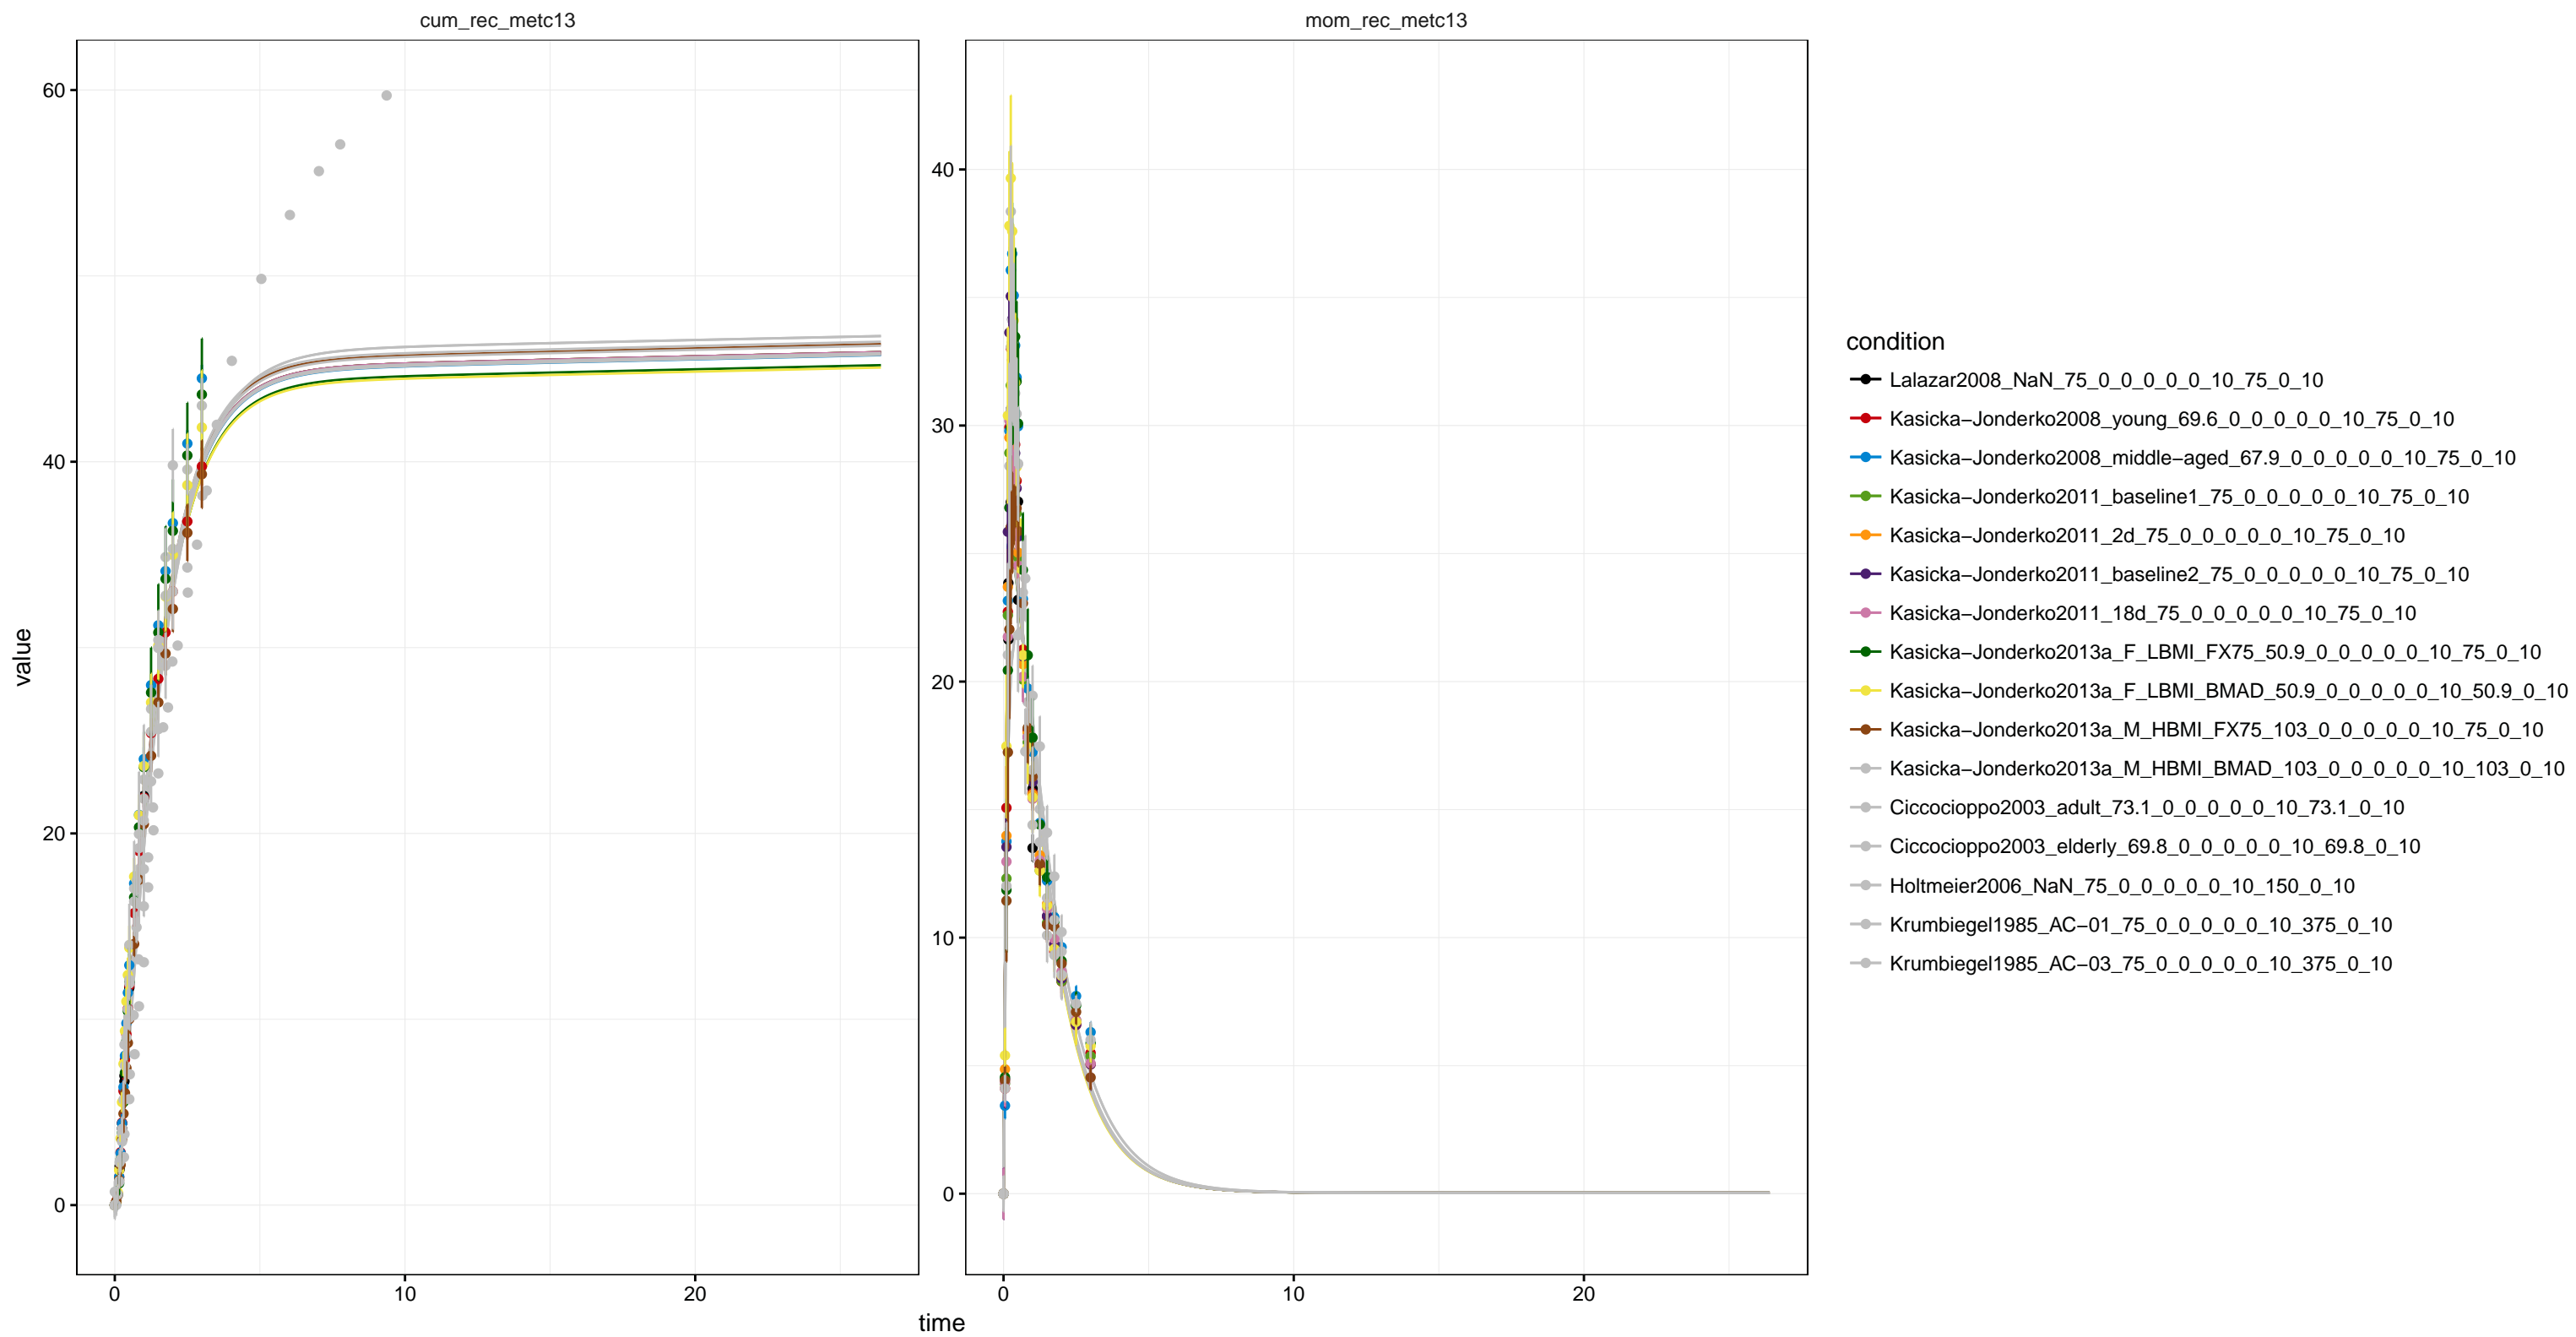 cum_rec_metc13
mom_rec_metc13
60
40
20
0
value
40
30
20
10
0
0
10
20
0
10
20
time
condition
Lalazar2008_NaN_75_0_0_0_0_0_10_75_0_10
Kasicka−Jonderko2008_young_69.6_0_0_0_0_0_10_75_0_10
Kasicka−Jonderko2008_middle−aged_67.9_0_0_0_0_0_10_75_0_10
Kasicka−Jonderko2011_baseline1_75_0_0_0_0_0_10_75_0_10
Kasicka−Jonderko2011_2d_75_0_0_0_0_0_10_75_0_10
Kasicka−Jonderko2011_baseline2_75_0_0_0_0_0_10_75_0_10
Kasicka−Jonderko2011_18d_75_0_0_0_0_0_10_75_0_10
Kasicka−Jonderko2013a_F_LBMI_FX75_50.9_0_0_0_0_0_10_75_0_10
Kasicka−Jonderko2013a_F_LBMI_BMAD_50.9_0_0_0_0_0_10_50.9_0_10
Kasicka−Jonderko2013a_M_HBMI_FX75_103_0_0_0_0_0_10_75_0_10
Kasicka−Jonderko2013a_M_HBMI_BMAD_103_0_0_0_0_0_10_103_0_10
Ciccocioppo2003_adult_73.1_0_0_0_0_0_10_73.1_0_10
Ciccocioppo2003_elderly_69.8_0_0_0_0_0_10_69.8_0_10
Holtmeier2006_NaN_75_0_0_0_0_0_10_150_0_10
Krumbiegel1985_AC−01_75_0_0_0_0_0_10_375_0_10
Krumbiegel1985_AC−03_75_0_0_0_0_0_10_375_0_10